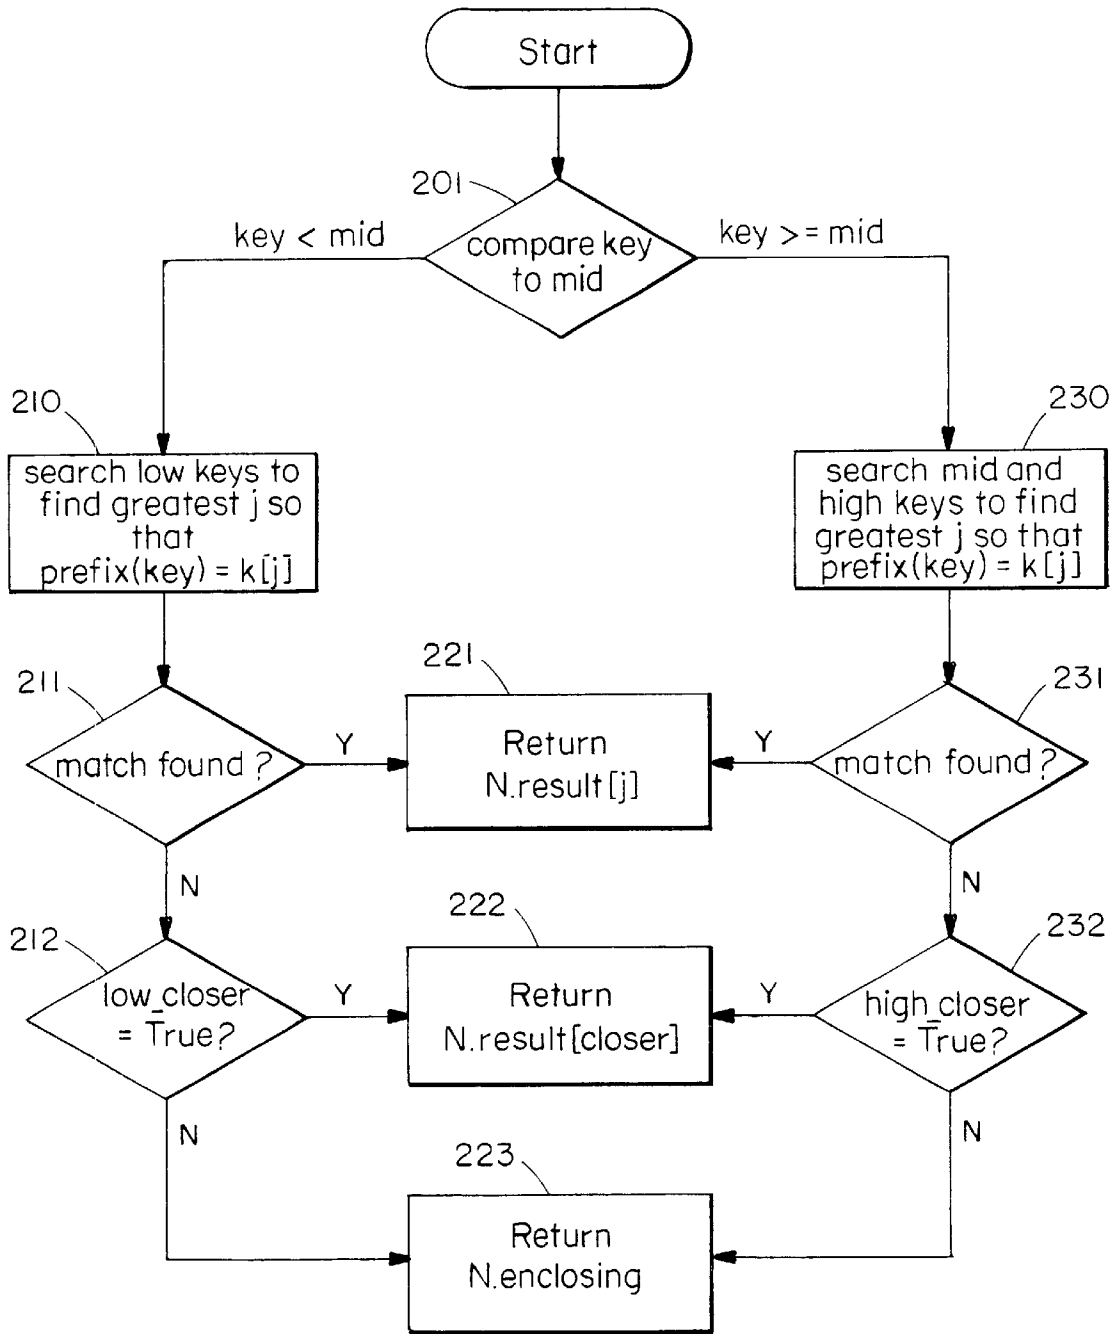 Start
201
key < mid
compare key
to mid
key >= mid
210
search low keys to
find greatest j so
that
prefix(key) = k[j]
230
search mid and
high keys to find
greatest j so that
prefix(key) = k[j]
211
match found ?
Y
N
221
Return
N.result[j]
231
match found ?
Y
N
212
low_closer
= True?
Y
N
222
Return
N.result[closer]
232
high_closer
= True?
Y
N
223
Return
N.enclosing